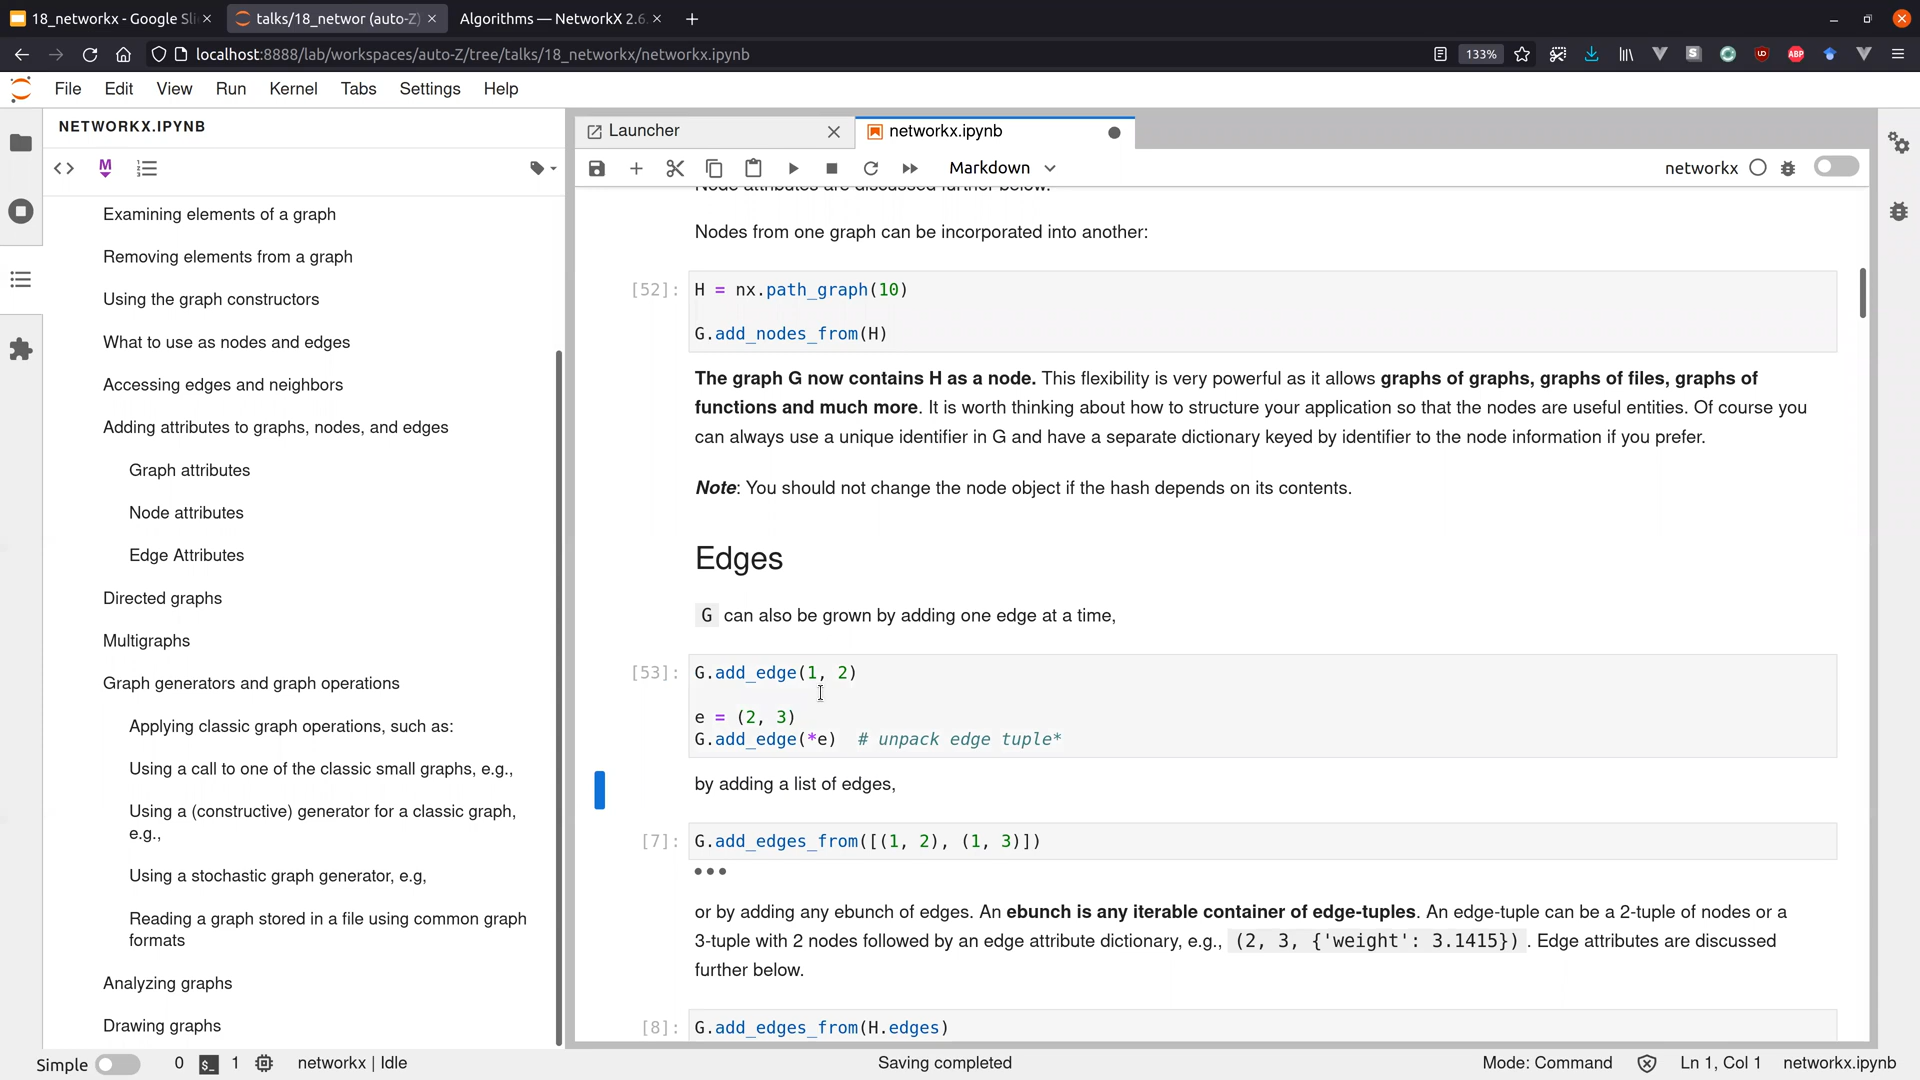 18_networkx - Google Sli
talks/18_networ (auto-Z)
Algorithms — NetworkX 2.6.
localhost:8888/lab/workspaces/auto-Z/tree/talks/18_networkx/networkx.ipynb
133%
File Edit View Run Kernel Tabs Settings Help
NETWORKX.IPYNB
Examining elements of a graph
Removing elements from a graph
Using the graph constructors
What to use as nodes and edges
Accessing edges and neighbors
Adding attributes to graphs, nodes, and edges
Graph attributes
Node attributes
Edge Attributes
Directed graphs
Multigraphs
Graph generators and graph operations
Applying classic graph operations, such as:
Using a call to one of the classic small graphs, e.g.,
Using a (constructive) generator for a classic graph,
e.g.,
Using a stochastic graph generator, e.g,
Reading a graph stored in a file using common graph
formats
Analyzing graphs
Drawing graphs
Launcher
networkx.ipynb
Markdown
networkx
Node attributes are discussed further below.
Nodes from one graph can be incorporated into another:
[52]: H = nx.path_graph(10)
G.add_nodes_from(H)
The graph G now contains H as a node. This flexibility is very powerful as it allows graphs of graphs, graphs of files, graphs of
functions and much more. It is worth thinking about how to structure your application so that the nodes are useful entities. Of course you
can always use a unique identifier in G and have a separate dictionary keyed by identifier to the node information if you prefer.
Note: You should not change the node object if the hash depends on its contents.
Edges
G can also be grown by adding one edge at a time,
[53]: G.add_edge(1, 2)
e = (2, 3)
G.add_edge(*e)  # unpack edge tuple*
by adding a list of edges,
[7]: G.add_edges_from([(1, 2), (1, 3)])
or by adding any ebunch of edges. An ebunch is any iterable container of edge-tuples. An edge-tuple can be a 2-tuple of nodes or a
3-tuple with 2 nodes followed by an edge attribute dictionary, e.g., (2, 3, {'weight': 3.1415}) . Edge attributes are discussed
further below.
[8]: G.add_edges_from(H.edges)
Simple 0 $_ 1 networkx | Idle
Saving completed
Mode: Command Ln 1, Col 1 networkx.ipynb